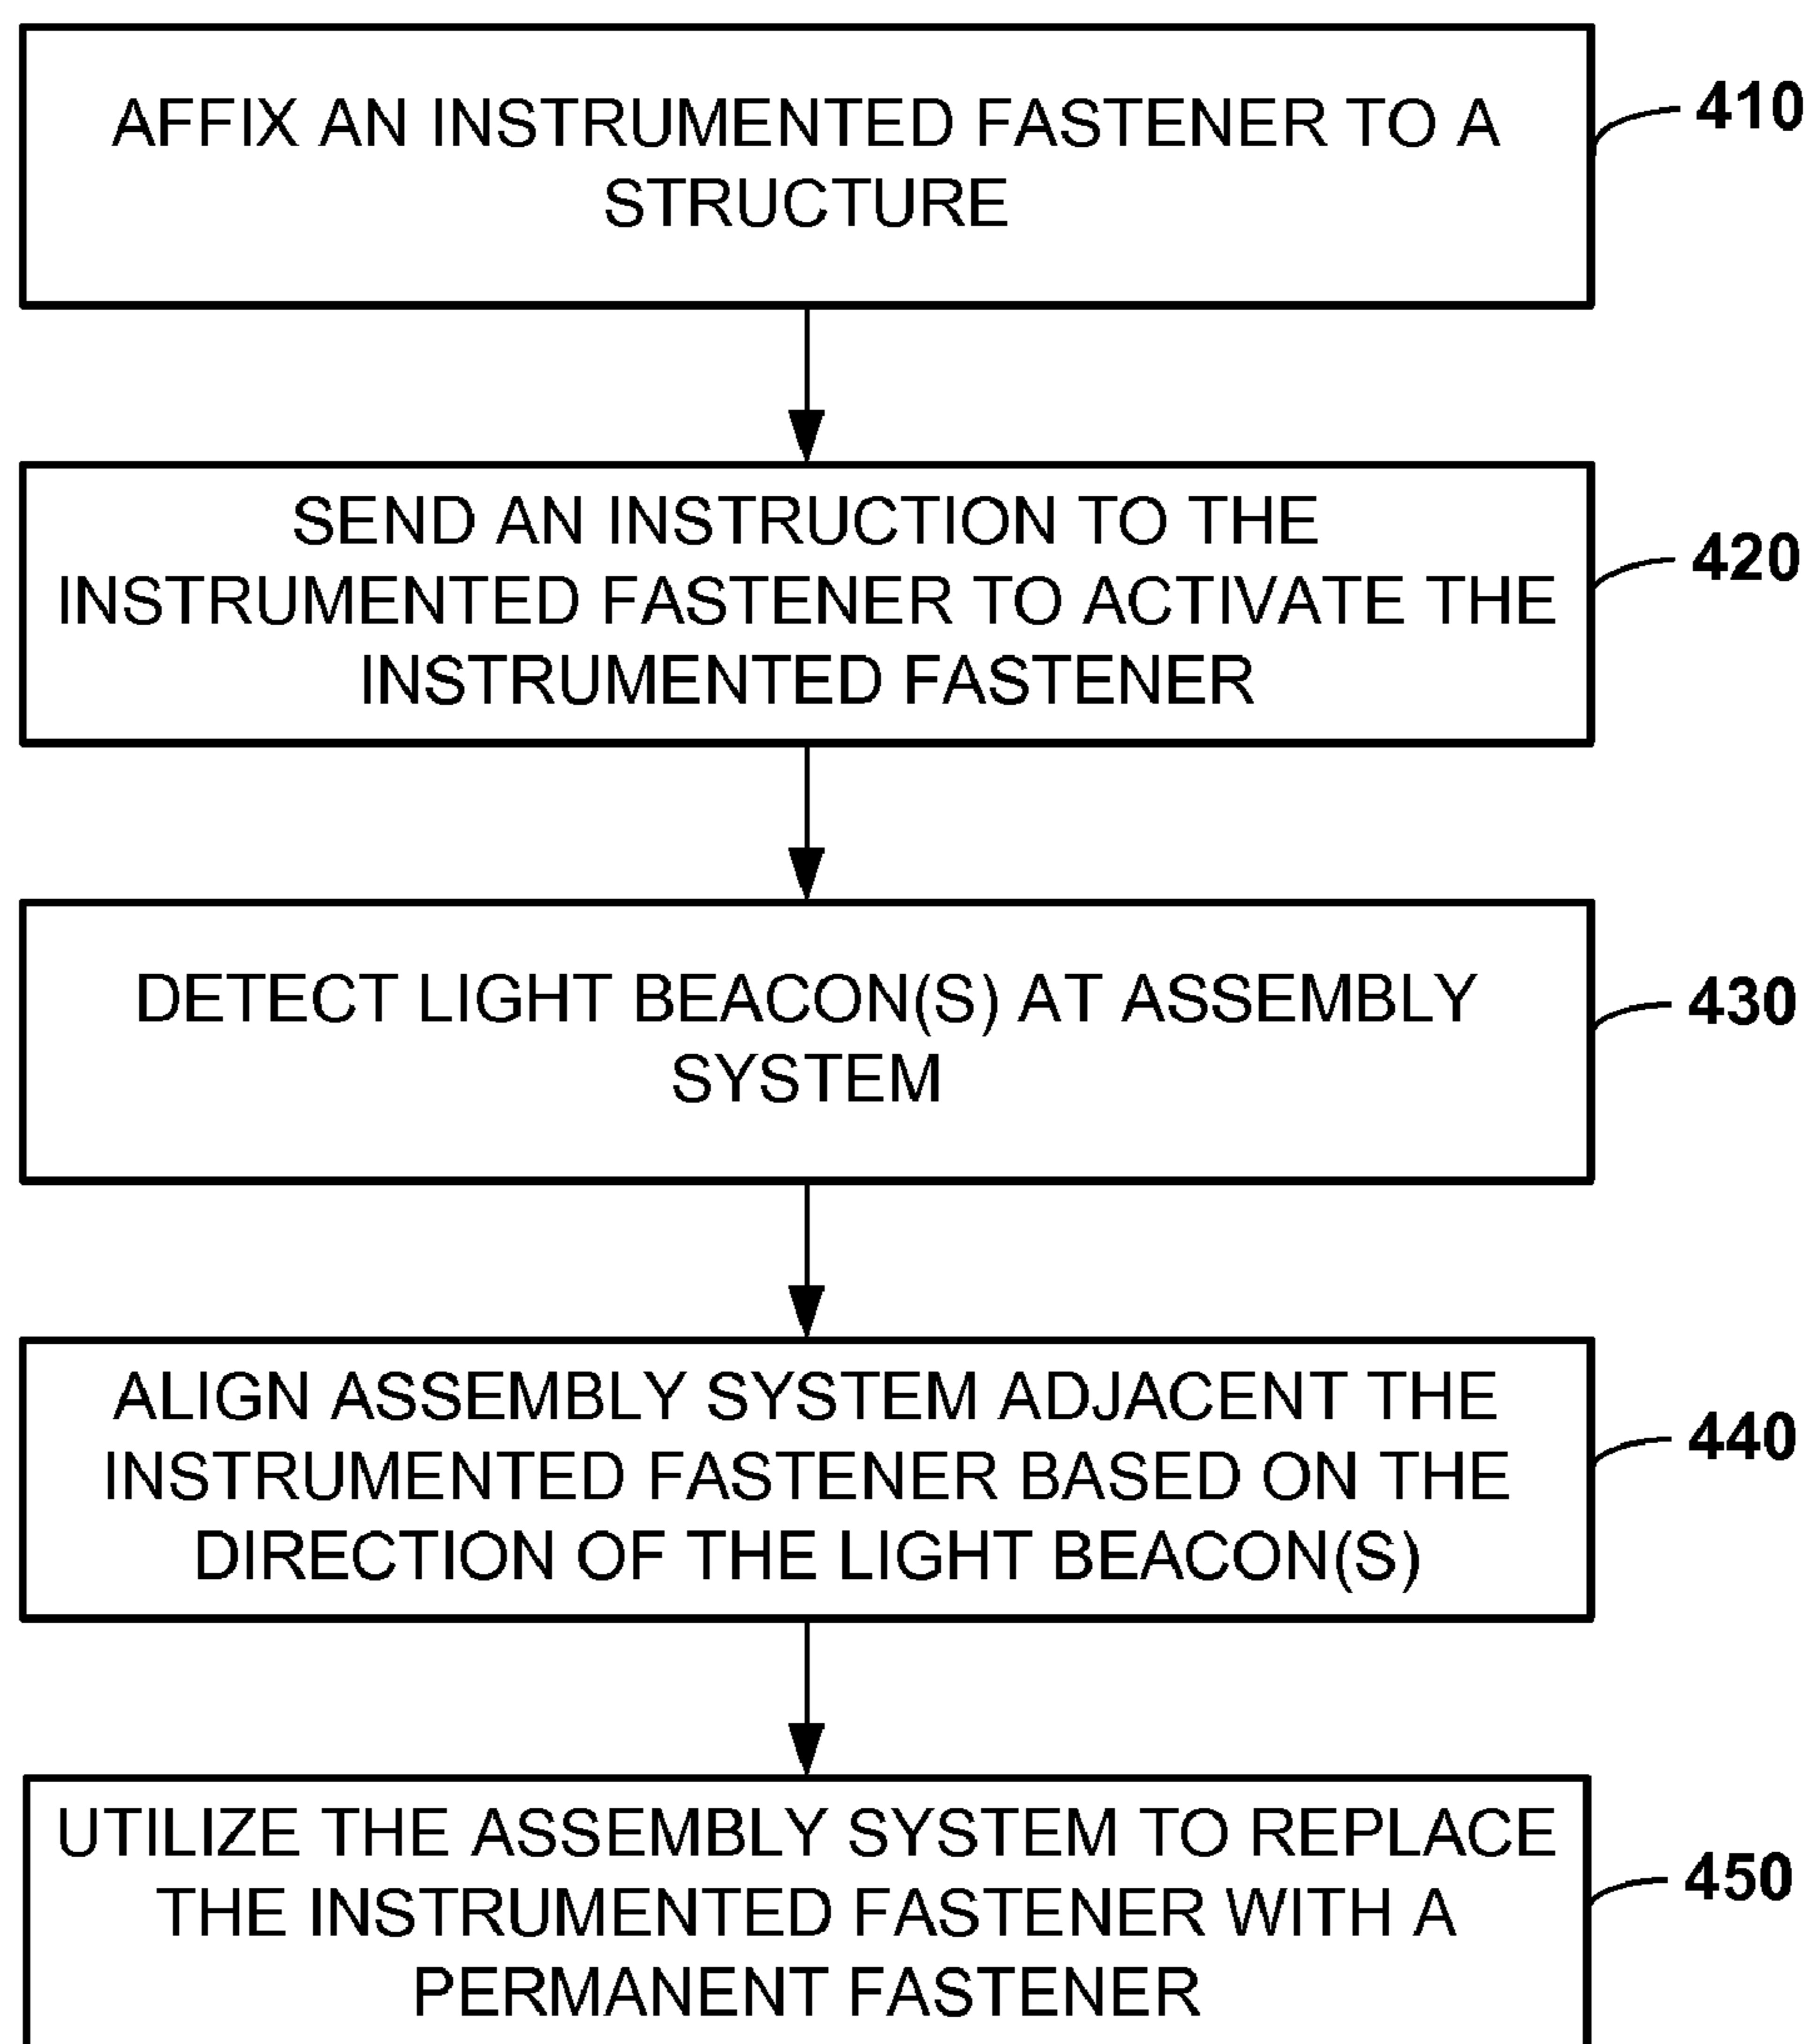 AFFIX AN INSTRUMENTED FASTENER TO A
STRUCTURE
410
SEND AN INSTRUCTION TO THE
INSTRUMENTED FASTENER TO ACTIVATE THE
INSTRUMENTED FASTENER
420
DETECT LIGHT BEACON(S) AT ASSEMBLY
SYSTEM
430
ALIGN ASSEMBLY SYSTEM ADJACENT THE
INSTRUMENTED FASTENER BASED ON THE
DIRECTION OF THE LIGHT BEACON(S)
440
UTILIZE THE ASSEMBLY SYSTEM TO REPLACE
THE INSTRUMENTED FASTENER WITH A
PERMANENT FASTENER
450